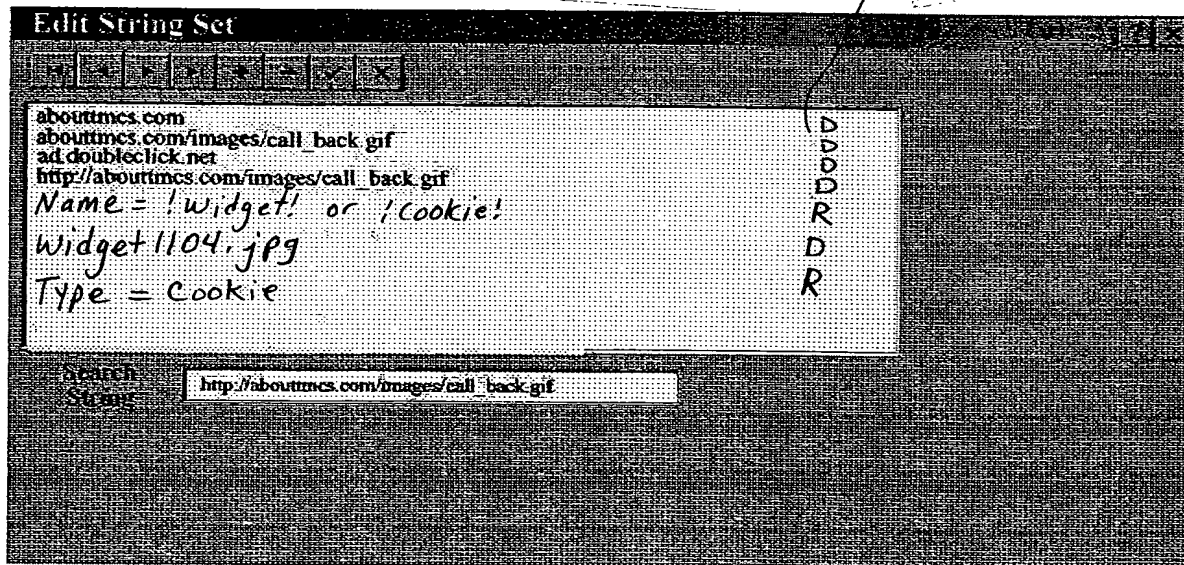 Edit String Set
abouttmcs.com D
abouttmcs.com/images/call_back.gif D
ad.doubleclick.net D
http://abouttmcs.com/images/call_back.gif D
Name = !Widget! or !Cookie! R
Widget1104.jpg D
Type = Cookie R
Search String http://abouttmcs.com/images/call_back.gif